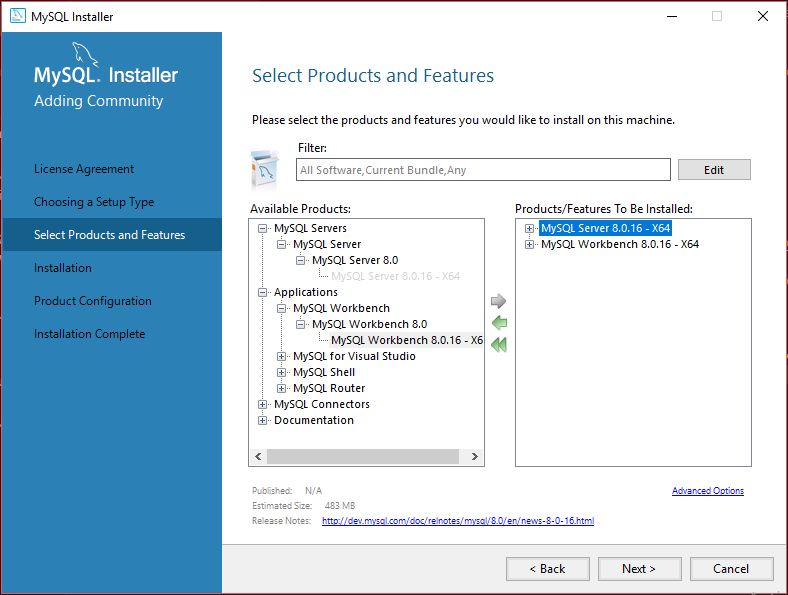 MySQL Installer
MySQL. Installer
Adding Community
License Agreement
Choosing a Setup Type
Select Products and Features
Installation
Product Configuration
Installation Complete
Select Products and Features
Please select the products and features you would like to install on this machine.
Filter:
All Software,Current Bundle,Any
Edit
Available Products:
MySQL Servers
MySQL Server
MySQL Server 8.0
MySQL Server 8.0.16 - X64
Applications
MySQL Workbench
MySQL Workbench 8.0
MySQL Workbench 8.0.16 - X6
MySQL for Visual Studio
MySQL Shell
MySQL Router
MySQL Connectors
Documentation
Products/Features To Be Installed:
MySQL Server 8.0.16 - X64
MySQL Workbench 8.0.16 - X64
Published: N/A
Estimated Size: 483 MB
Release Notes: http://dev.mysql.com/doc/relnotes/mysql/8.0/en/news-8-0-16.html
Advanced Options
< Back
Next >
Cancel